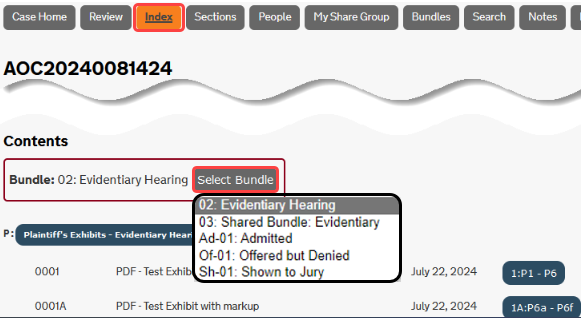 Case Home Review Index Sections People My Share Group Bundles Search Notes
AOC20240081424
Contents
Bundle: 02: Evidentiary Hearing Select Bundle
02: Evidentiary Hearing
03: Shared Bundle: Evidentiary
Ad-01: Admitted
Of-01: Offered but Denied
Sh-01: Shown to Jury
P: Plaintiff's Exhibits - Evidentiary Hear
0001 PDF - Test Exhib July 22, 2024 1:P1 - P6
0001A PDF - Test Exhibit with markup July 22, 2024 1A:P6a - P6f